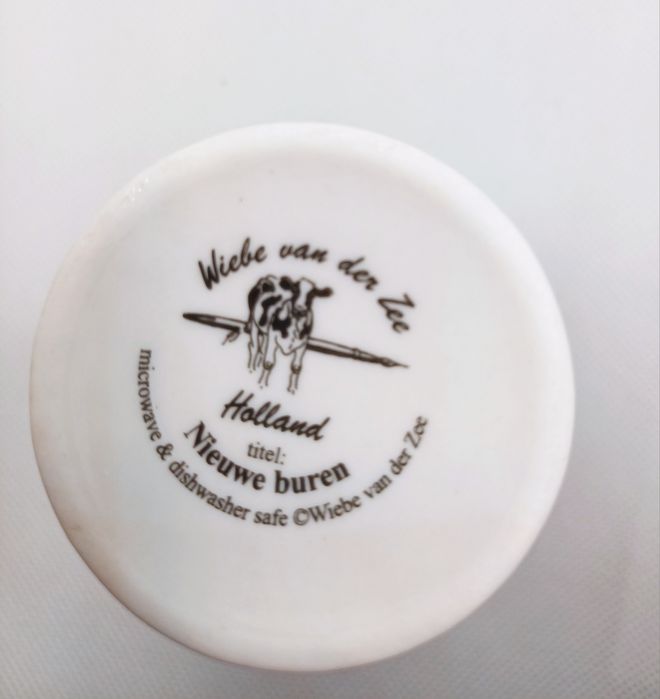 Wiebe van der Zee
Holland
titel:
Nieuwe buren
microwave & dishwasher safe ©Wiebe van der Zee